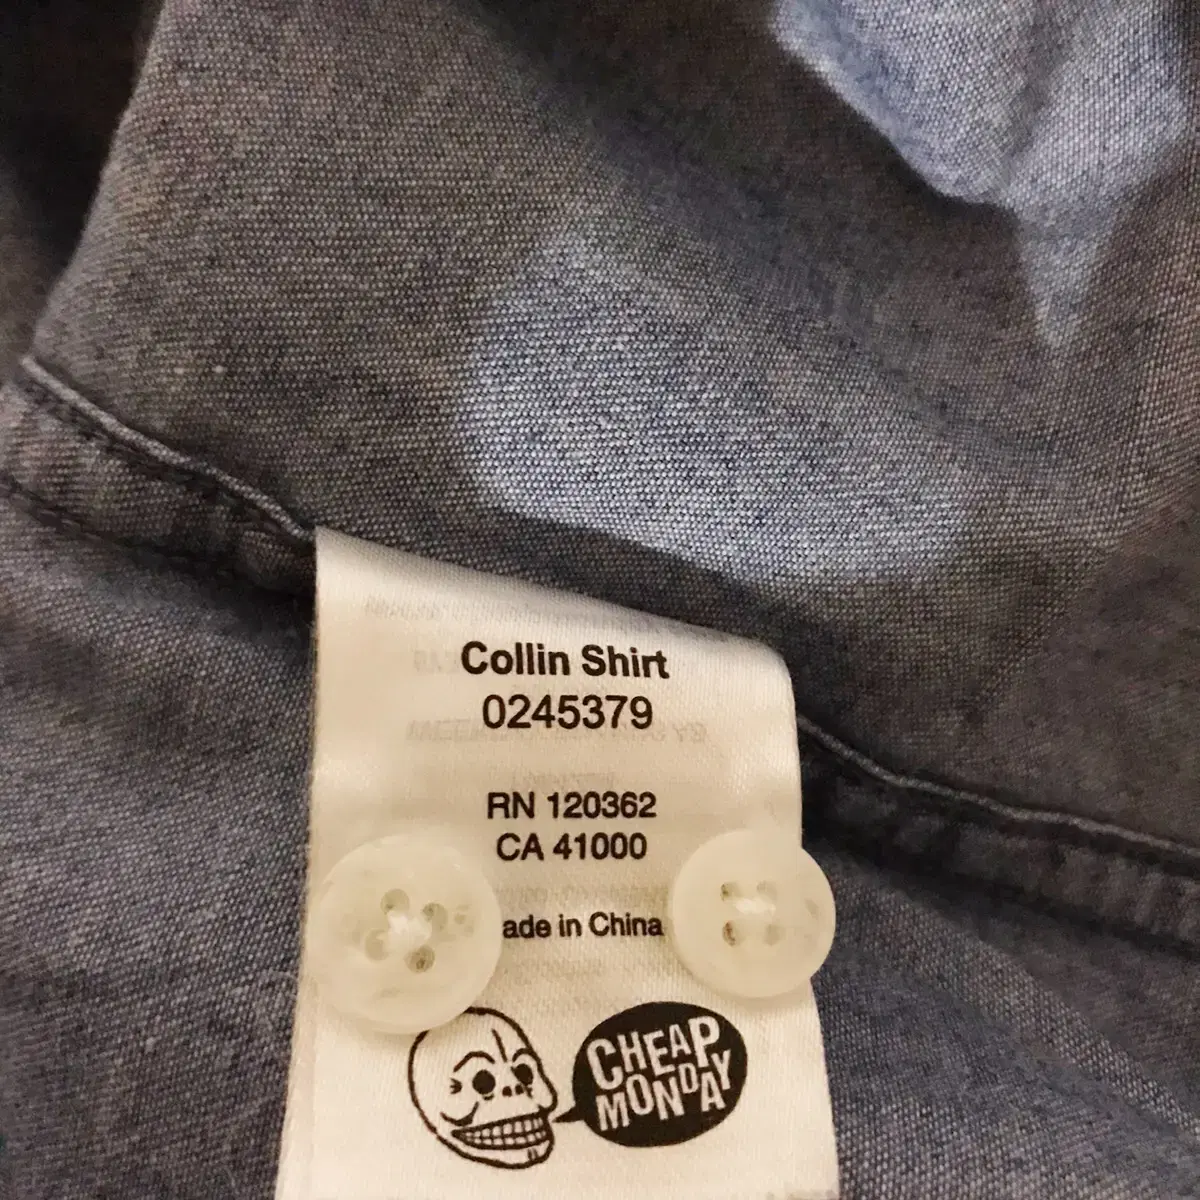 Collin Shirt
0245379
RN 120362
CA 41000
ade in China
CHEAP
MONDAY